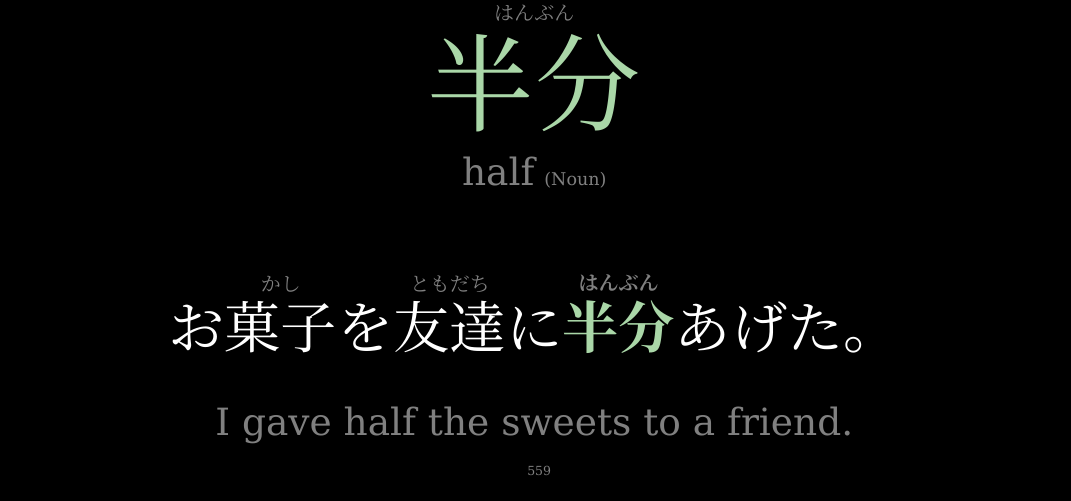 はんぶん
半分
half (Noun)
かし ともだち はんぶん
お菓子を友達に半分あげた。
I gave half the sweets to a friend.
559